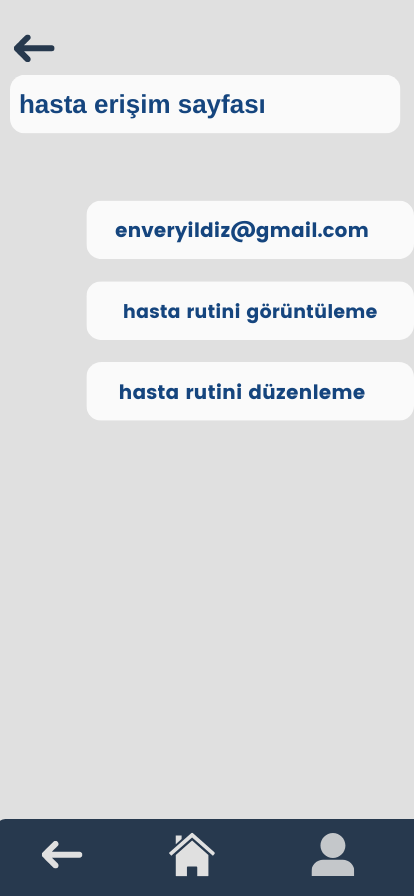 hasta erişim sayfası
enveryildiz@gmail.com
hasta rutini görüntüleme
hasta rutini düzenleme